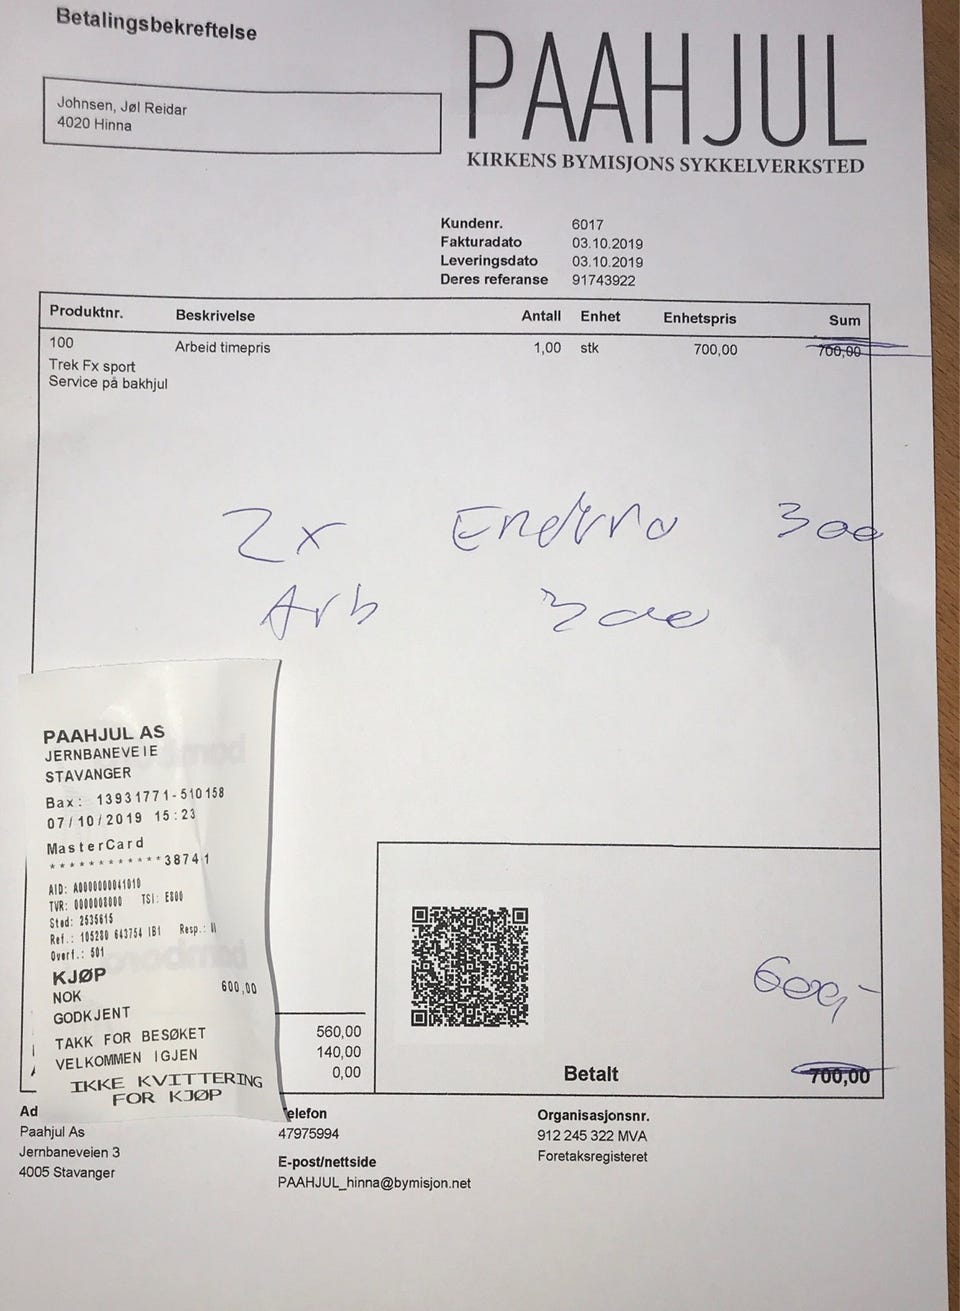 Betalingsbekreftelse
PAAHJUL
KIRKENS BYMISJONS SYKKELVERKSTED
Johnsen, Jøl Reidar
4020 Hinna
Kundenr. 6017
Fakturadato 03.10.2019
Leveringsdato 03.10.2019
Deres referanse 91743922
Produktnr. Beskrivelse Antall Enhet Enhetspris Sum
100 Arbeid timepris 1,00 stk 700,00 700,00
Trek Fx sport
Service på bakhjul
2x 300
Arb 300
PAAHJUL AS
JERNBANEVEIE
STAVANGER
Bax: 13931771-510158
07/10/2019 15:23
MasterCard
************3874 1
AID: A0000000041010
TVR: 0000008000 TSI: E800
Sted: 2535615
Ref.: 105280 643754 IB1 Resp.:
Overf.: 501
KJØP
NOK 600,00
GODKJENT
TAKK FOR BESØKET
VELKOMMEN IGJEN
IKKE KVITTERING
FOR KJØP
560,00
140,00
0,00
600,-
Betalt 700,00
Ad
Paahjul As
Jernbaneveien 3
4005 Stavanger
elefon
47975994
E-post/nettside
PAAHJUL_hinna@bymisjon.net
Organisasjonsnr.
912 245 322 MVA
Foretaksregisteret